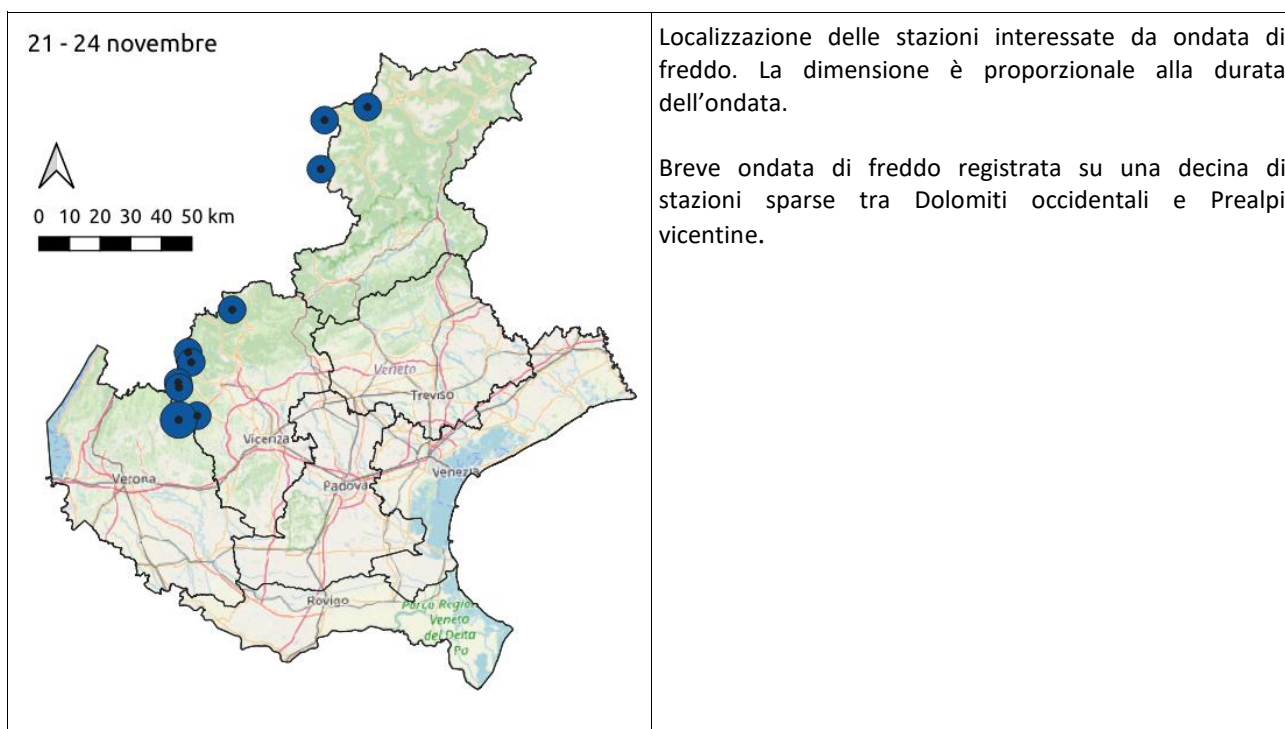 21 - 24 novembre
0 10 20 30 40 50 km
Veneto
Treviso
Vicenza
Venezia
Verona
Padova
Rovigo
Parco Region
Veneto
del Delta
Po
Localizzazione delle stazioni interessate da ondata di
freddo. La dimensione è proporzionale alla durata
dell’ondata.
Breve ondata di freddo registrata su una decina di
stazioni sparse tra Dolomiti occidentali e Prealpi
vicentine.